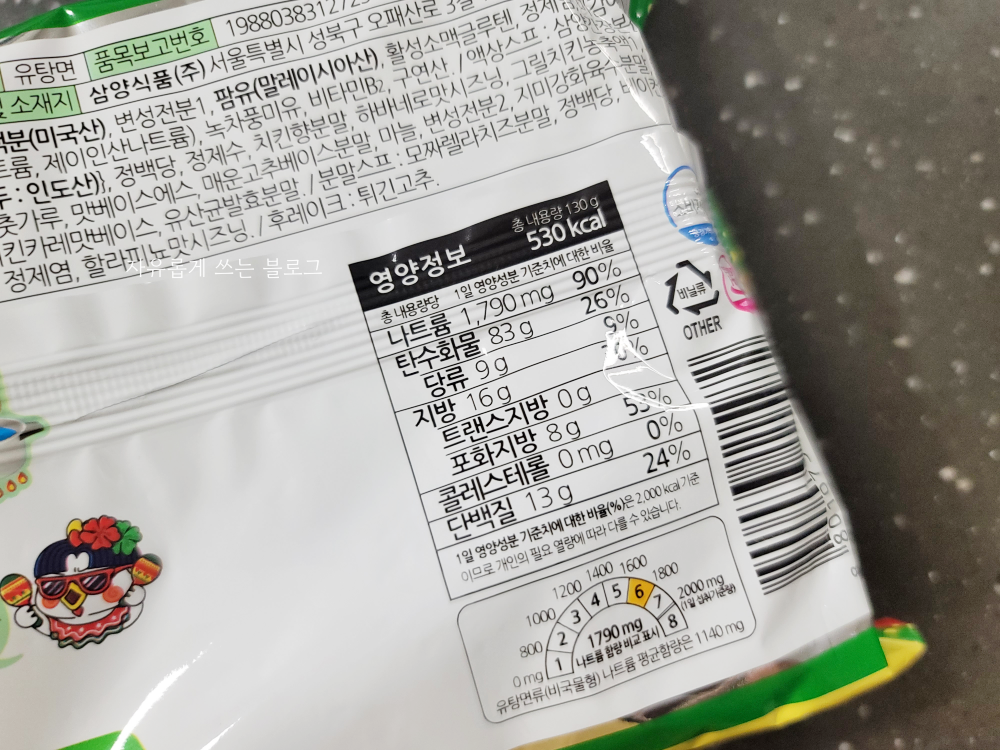 유탕면 품목보고번호
소재지 삼양식품(주) 서울특별시 성북구 오패산로 3길
분(미국산), 변성전분1, 팜유(말레이시아산), 활성소맥글루텐, 정제
트륨, 제이인산나트륨), 녹차풍미유, 비타민B2, 구연산 / 액상스프 : 삼양
두 : 인도산)}, 정백당, 정제수, 치킨향분말, 하바네로맛시즈닝, 그릴치킨
춧가루, 맛베이스에스, 매운고추베이스분말, 마늘, 변성전분2, 지미강화육수분말,
치킨카레맛베이스, 유산균발효분말. / 분말스프 : 모짜렐라치즈분말, 정백당,
정제염, 할라피뇨맛시즈닝. / 후레이크 : 튀긴고추.
자유롭게 쓰는 블로그
영양정보
총 내용량 130 g
530 kcal
총 내용량당 1일 영양성분 기준치에 대한 비율
나트륨 1,790 mg 90%
탄수화물 83 g 26%
당류 9 g 9%
지방 16 g
트랜스지방 0 g
포화지방 8 g 53%
콜레스테롤 0 mg 0%
단백질 13 g 24%
1일 영양성분 기준치에 대한 비율(%)은 2,000 kcal 기준
이므로 개인의 필요 열량에 따라 다를 수 있습니다.
비닐류
OTHER
0 mg 800 1000 1200 1400 1600 1800 2000 mg
(1일 섭취기준량)
1 2 3 4 5 6 7 8
1790 mg
나트륨 함량 비교 표시
유탕면류(비국물형) 나트륨 평균함량은 1140 mg